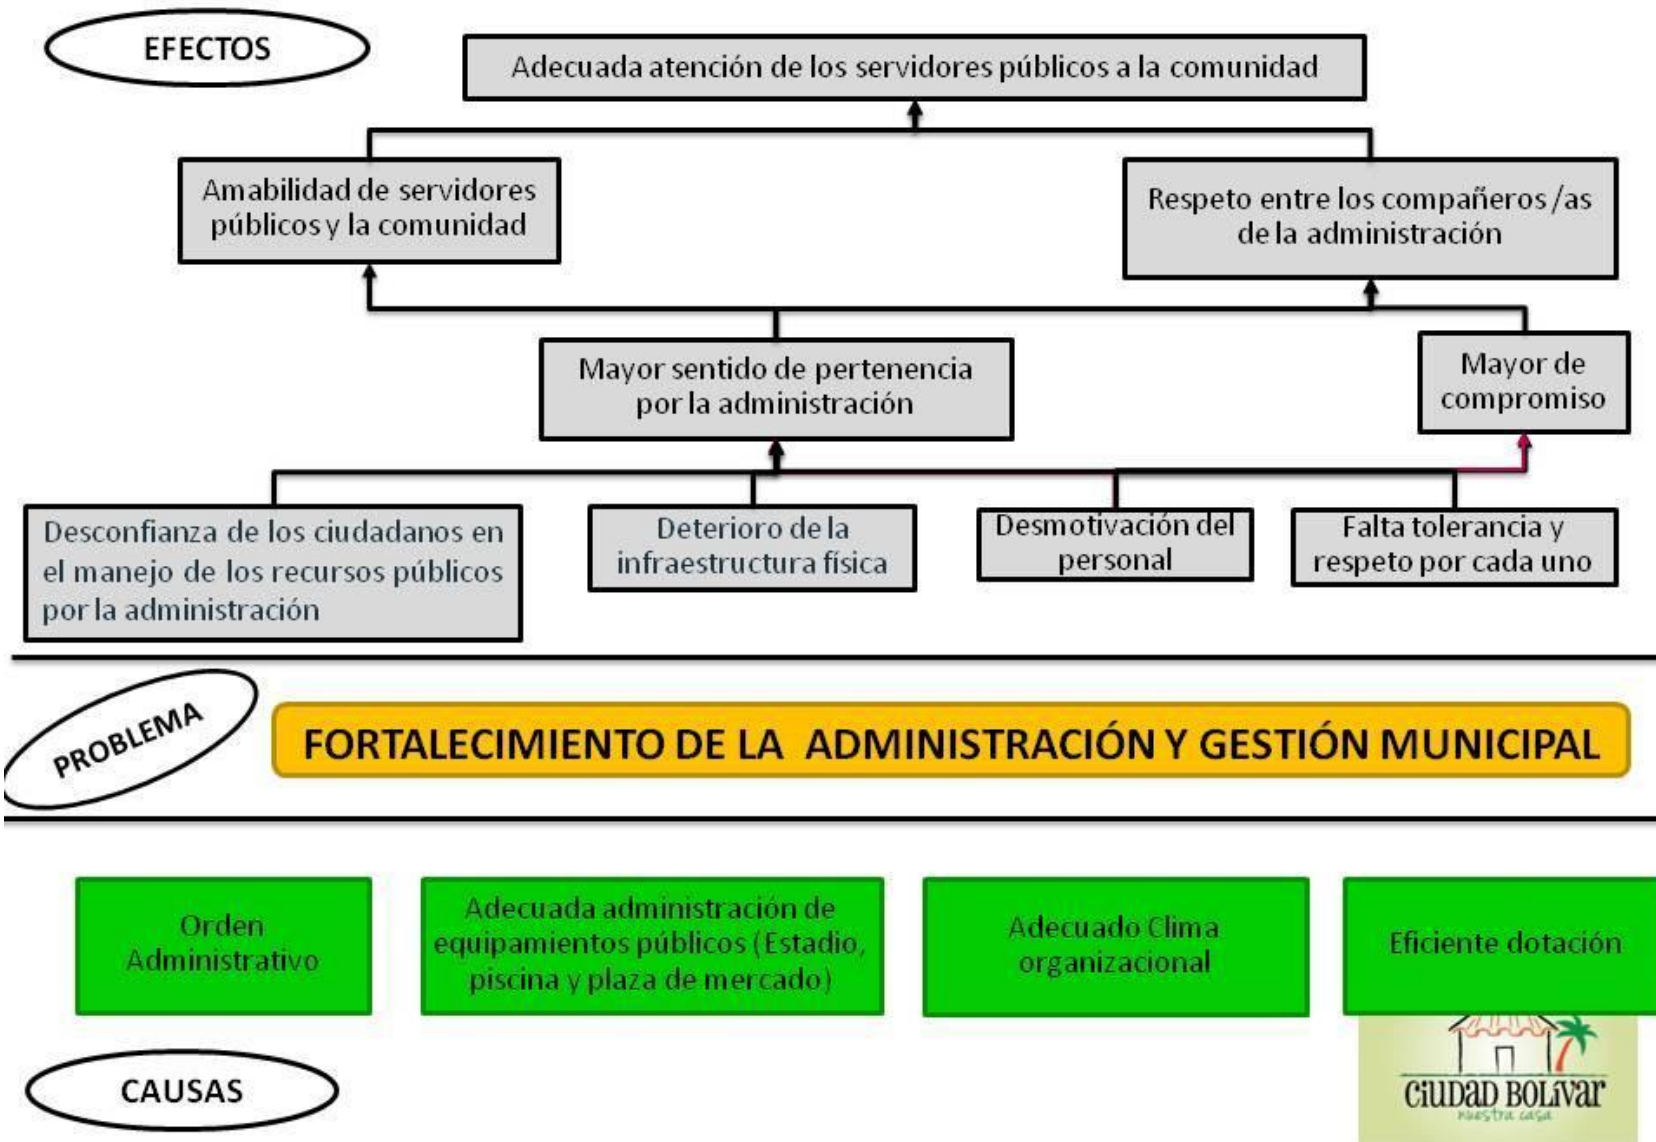 EFECTOS
Adecuada atención de los servidores públicos a la comunidad
Amabilidad de servidores
públicos y la comunidad
Respeto entre los compañeros /as
de la administración
Mayor sentido de pertenencia
por la administración
Mayor de
compromiso
Desconfianza de los ciudadanos en
el manejo de los recursos públicos
por la administración
Deterioro de la
infraestructura física
Desmotivación del
personal
Falta tolerancia y
respeto por cada uno
PROBLEMA
FORTALECIMIENTO DE LA ADMINISTRACIÓN Y GESTIÓN MUNICIPAL
Orden
Administrativo
Adecuada administración de
equipamientos públicos (Estadio,
piscina y plaza de mercado)
Adecuado Clima
organizacional
Eficiente dotación
CAUSAS
CIUDAD BOLÍVAR
nuestra casa